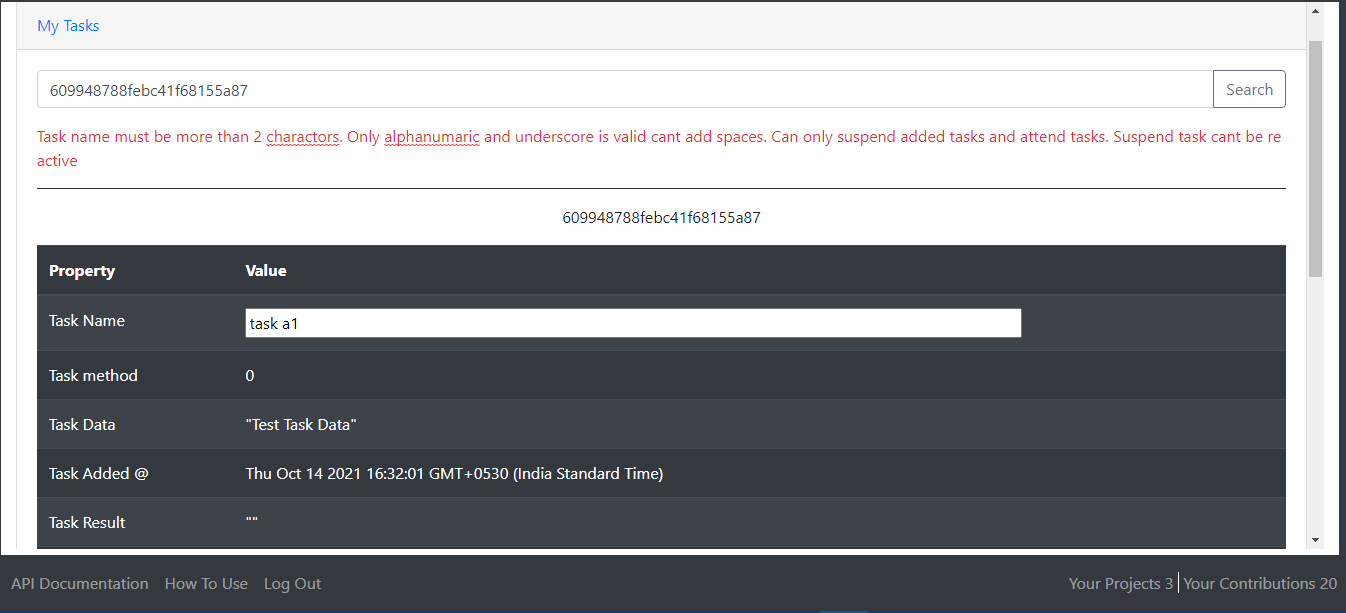 My Tasks
609948788febc41f68155a87 Search
Task name must be more than 2 charactors. Only alphanumaric and underscore is valid cant add spaces. Can only suspend added tasks and attend tasks. Suspend task cant be re
active
609948788febc41f68155a87
Property Value
Task Name task a1
Task method 0
Task Data "Test Task Data"
Task Added @ Thu Oct 14 2021 16:32:01 GMT+0530 (India Standard Time)
Task Result ""
API Documentation How To Use Log Out Your Projects 3 Your Contributions 20